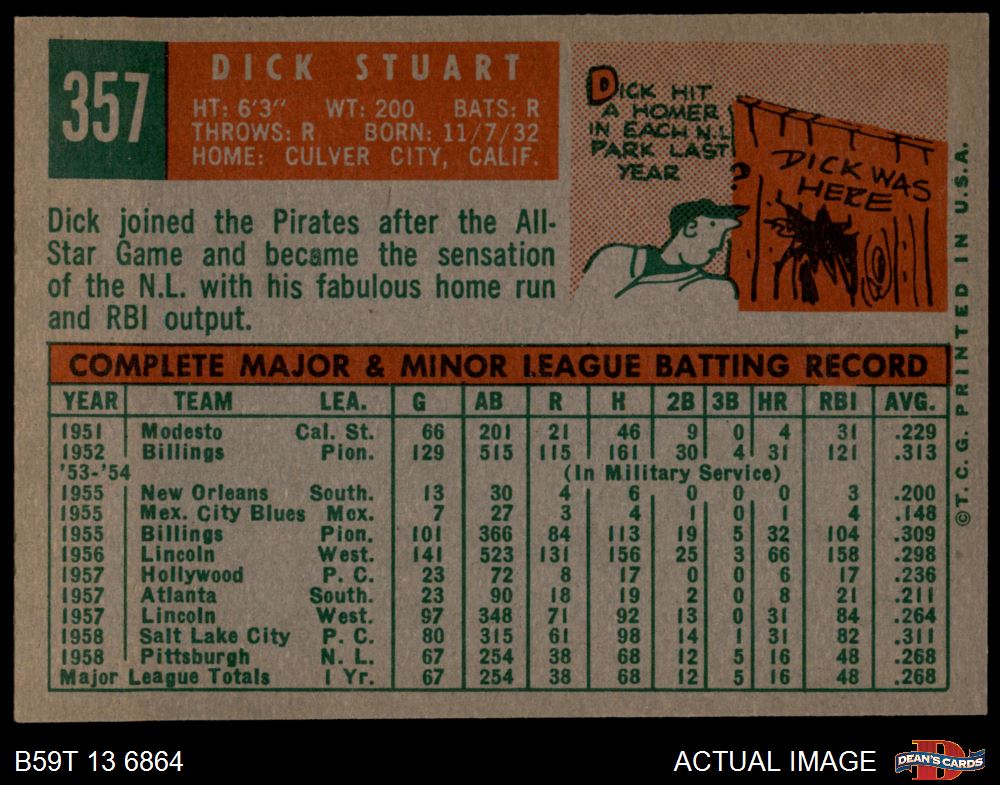 357
DICK STUART
HT: 6'3" WT: 200 BATS: R
THROWS: R BORN: 11/7/32
HOME: CULVER CITY, CALIF.
DICK HIT
A HOMER
IN EACH N.L.
PARK LAST
YEAR
?
DICK WAS
HERE
Dick joined the Pirates after the All-
Star Game and became the sensation
of the N.L. with his fabulous home run
and RBI output.
COMPLETE MAJOR & MINOR LEAGUE BATTING RECORD
YEAR TEAM LEA. G AB R H 2B 3B HR RBI AVG.
1951 Modesto Cal. St. 66 201 21 46 9 0 4 31 .229
1952 Billings Pion. 129 515 115 161 30 4 31 121 .313
'53-'54 (In Military Service)
1955 New Orleans South. 13 30 4 6 0 0 0 3 .200
1955 Mex. City Blues Mex. 7 27 3 4 1 0 1 4 .148
1955 Billings Pion. 101 366 84 113 19 5 32 104 .309
1956 Lincoln West. 141 523 131 156 25 3 66 158 .298
1957 Hollywood P. C. 23 72 8 17 0 0 6 17 .236
1957 Atlanta South. 23 90 18 19 2 0 8 21 .211
1957 Lincoln West. 97 348 71 92 13 0 31 84 .264
1958 Salt Lake City P. C. 80 315 61 98 14 1 31 82 .311
1958 Pittsburgh N. L. 67 254 38 68 12 5 16 48 .268
Major League Totals 1 Yr. 67 254 38 68 12 5 16 48 .268
©T. C. G. PRINTED IN U.S.A.
B59T 13 6864
ACTUAL IMAGE
DEAN'S CARDS